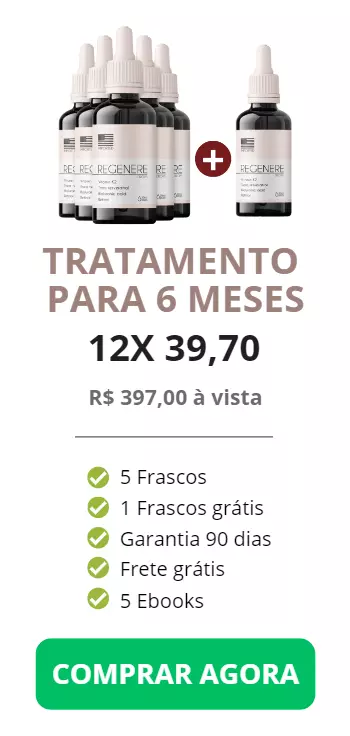 REGENERE
REGENERE
+
TRATAMENTO
PARA 6 MESES
12X 39,70
R$ 397,00 à vista
5 Frascos
1 Frascos grátis
Garantia 90 dias
Frete grátis
5 Ebooks
COMPRAR AGORA